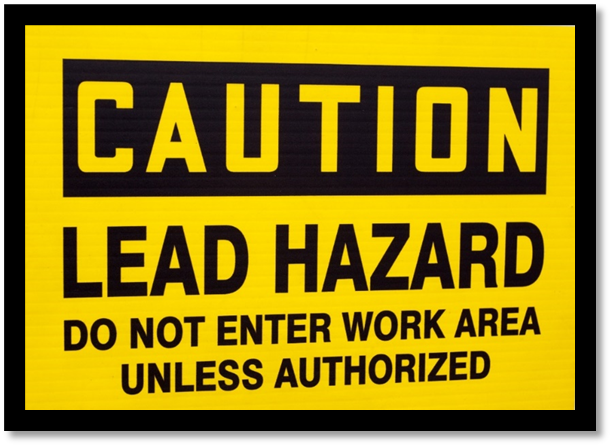 CAUTION
LEAD HAZARD
DO NOT ENTER WORK AREA
UNLESS AUTHORIZED